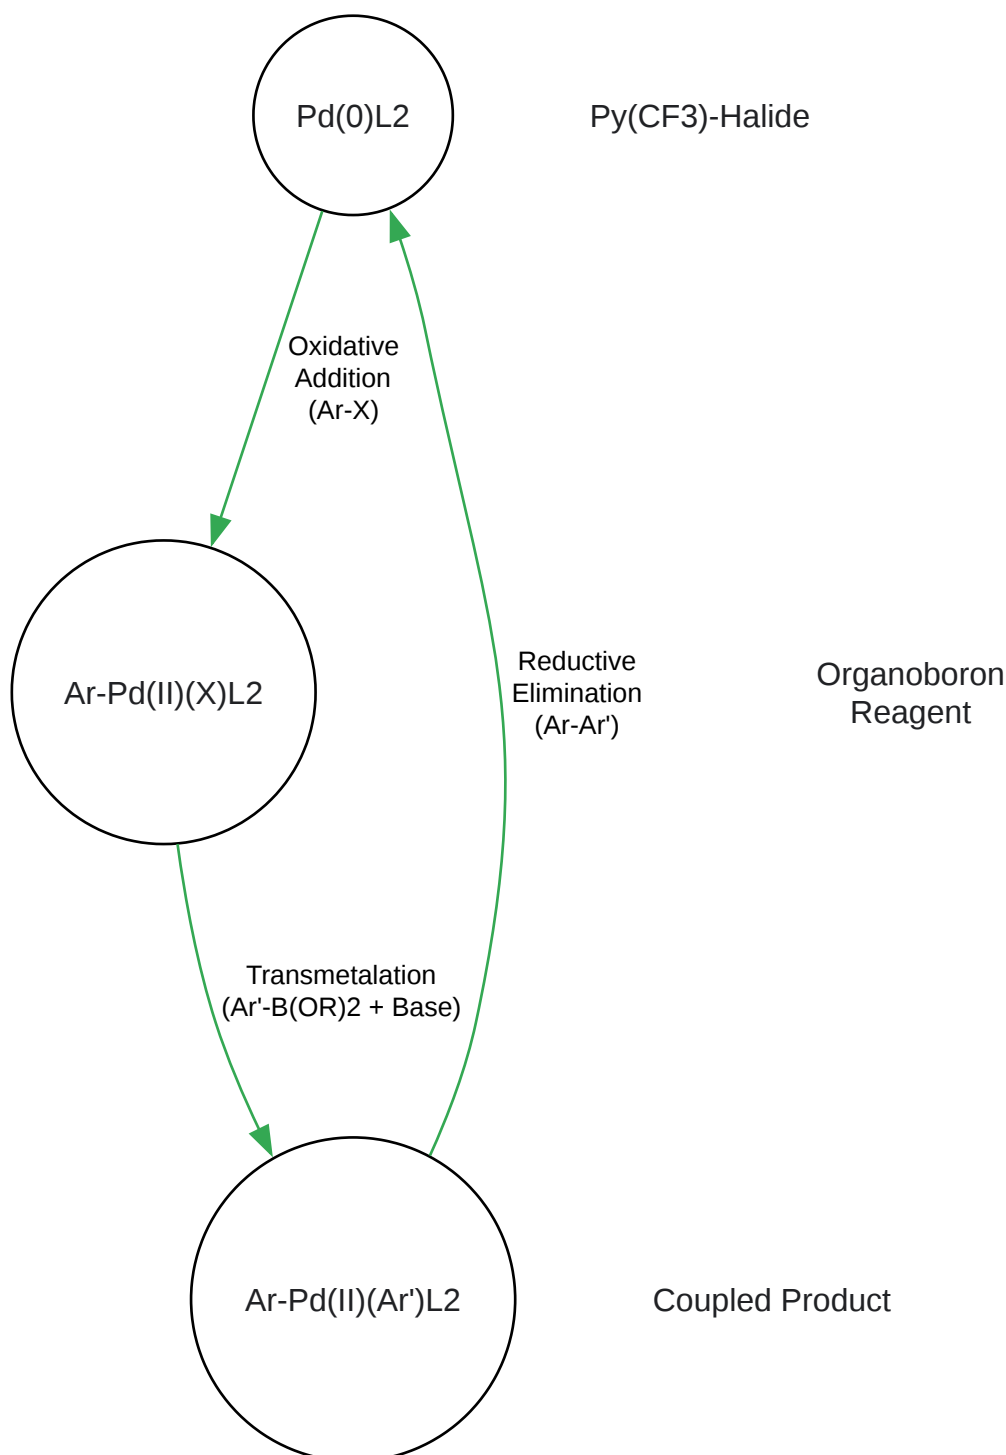 Pd(0)L2
Py(CF3)-Halide
Oxidative
Addition
(Ar-X)
Reductive
Elimination
(Ar-Ar')
Ar-Pd(II)(X)L2
Organoboron
Reagent
Transmetalation
(Ar'-B(OR)2 + Base)
Ar-Pd(II)(Ar')L2
Coupled Product